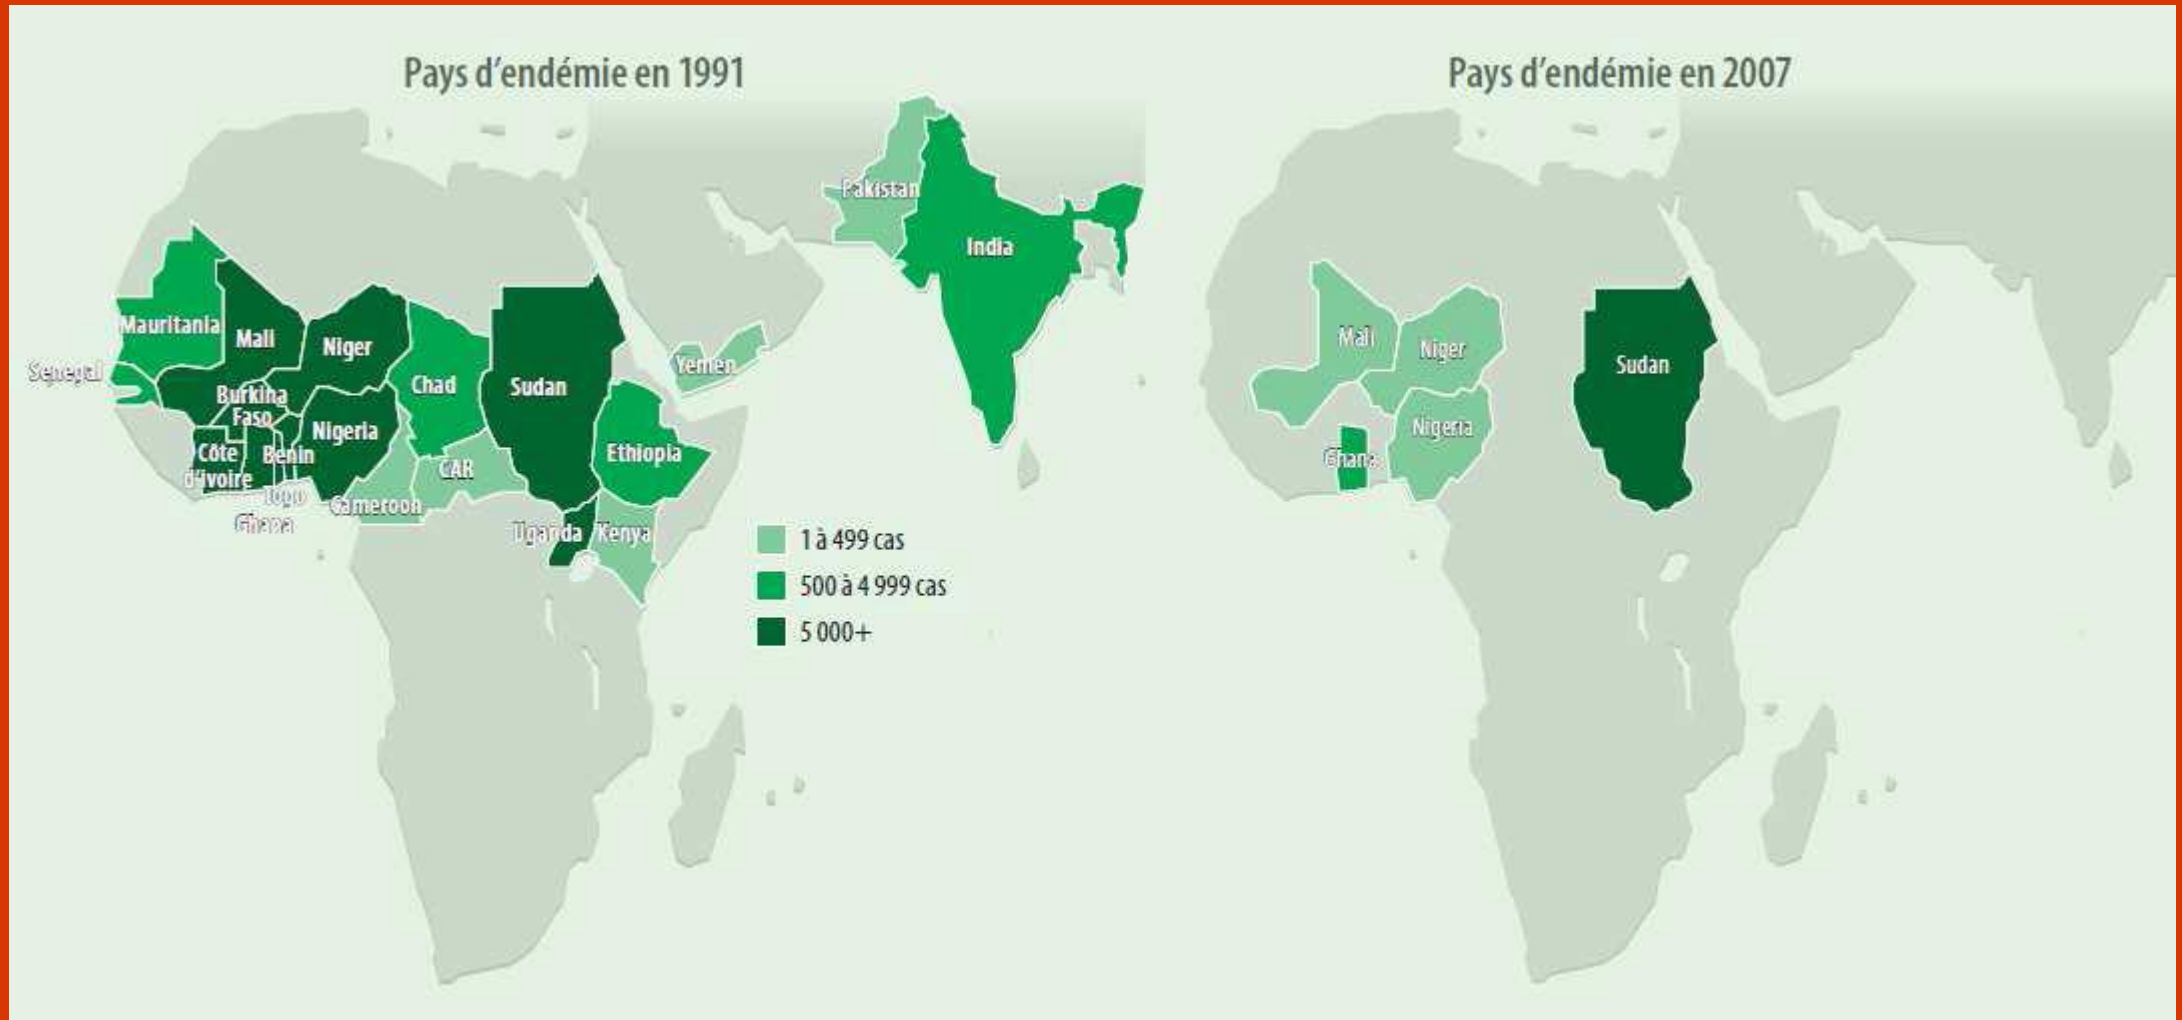 Pays d'endémie en 1991
Pakistan
India
Mauritania
Mali
Niger
Senegal
Chad
Sudan
Yemen
Burkina
Faso
Nigeria
Côte
d'ivoire
Benin
CAR
Ethiopia
Togo
Ghana
Cameroon
Uganda
Kenya
1 à 499 cas
500 à 4 999 cas
5 000+
Pays d'endémie en 2007
Mali
Niger
Sudan
Nigeria
Ghana